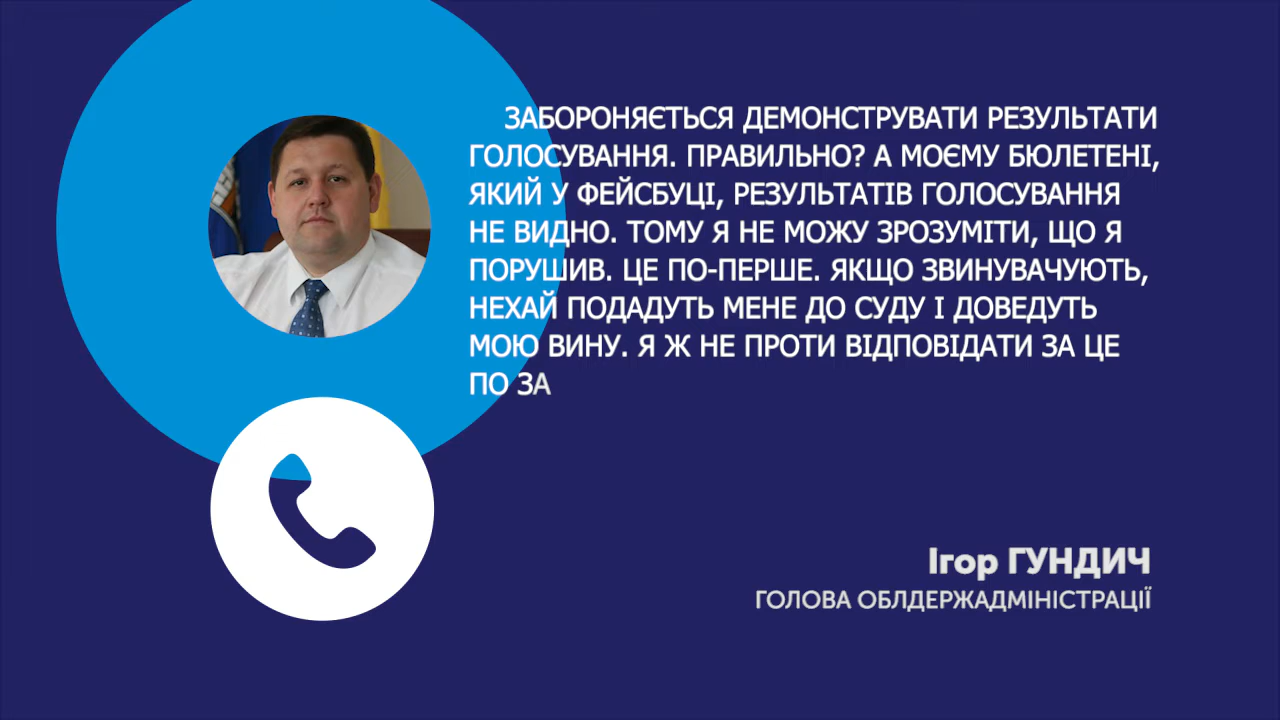 ЗАБОРОНЯЄТЬСЯ ДЕМОНСТРУВАТИ РЕЗУЛЬТАТИ
ГОЛОСУВАННЯ. ПРАВИЛЬНО? А МОЄМУ БЮЛЕТЕНІ,
ЯКИЙ У ФЕЙСБУЦІ, РЕЗУЛЬТАТІВ ГОЛОСУВАННЯ
НЕ ВИДНО. ТОМУ Я НЕ МОЖУ ЗРОЗУМІТИ, ЩО Я
ПОРУШИВ. ЦЕ ПО-ПЕРШЕ. ЯКЩО ЗВИНУВАЧУЮТЬ,
НЕХАЙ ПОДАДУТЬ МЕНЕ ДО СУДУ І ДОВЕДУТЬ
МОЮ ВИНУ. Я Ж НЕ ПРОТИ ВІДПОВІДАТИ ЗА ЦЕ
ПО ЗА
Ігор ГУНДИЧ
ГОЛОВА ОБЛДЕРЖАДМІНІСТРАЦІЇ